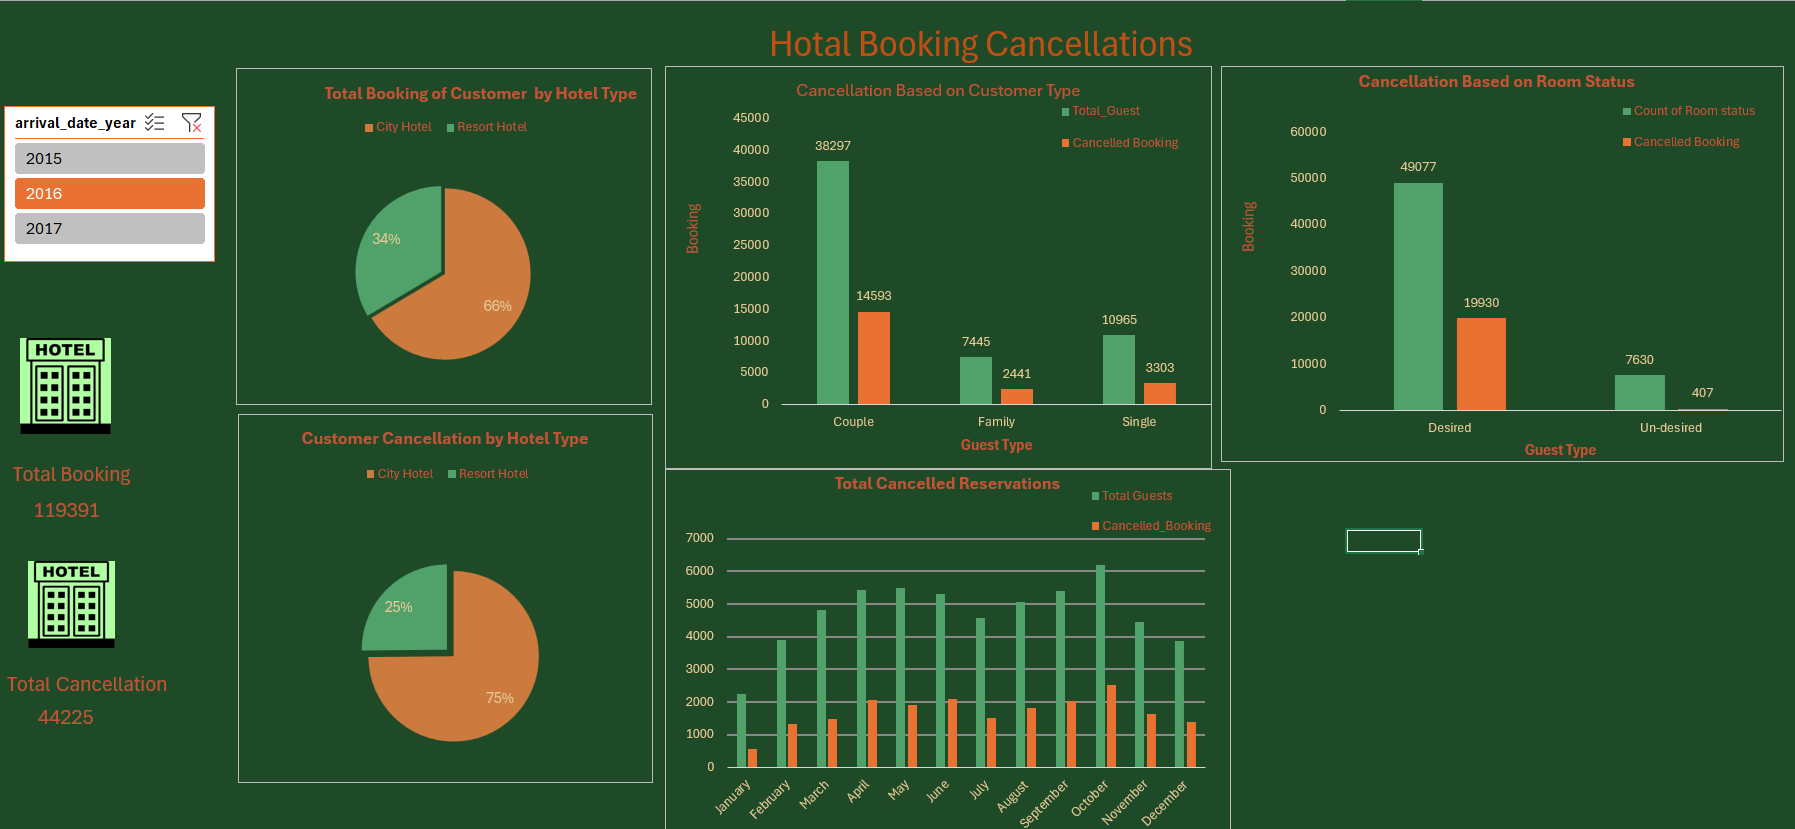 Hotal Booking Cancellations
arrival_date_year
2015
2016
2017
HOTEL
Total Booking
119391
HOTEL
Total Cancellation
44225
Total Booking of Customer by Hotel Type
City Hotel
Resort Hotel
34%
66%
Customer Cancellation by Hotel Type
City Hotel
Resort Hotel
25%
75%
Cancellation Based on Customer Type
Total_Guest
Cancelled Booking
Booking
45000
40000
35000
30000
25000
20000
15000
10000
5000
0
38297
14593
7445
2441
10965
3303
Couple
Family
Single
Guest Type
Cancellation Based on Room Status
Count of Room status
Cancelled Booking
Booking
60000
50000
40000
30000
20000
10000
0
49077
19930
7630
407
Desired
Un-desired
Guest Type
Total Cancelled Reservations
Total Guests
Cancelled_Booking
7000
6000
5000
4000
3000
2000
1000
0
January
February
March
April
May
June
July
August
September
October
November
December